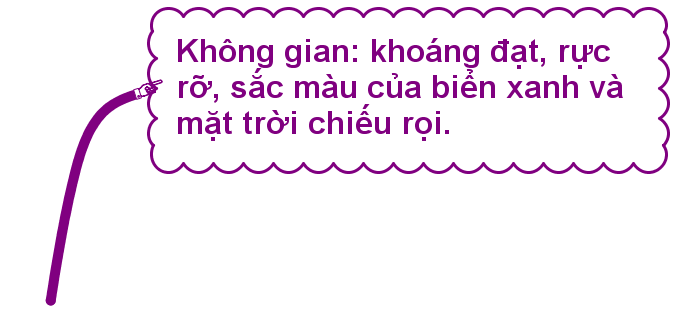 Không gian: khoáng đạt, rực
rỡ, sắc màu của biển xanh và
mặt trời chiếu rọi.